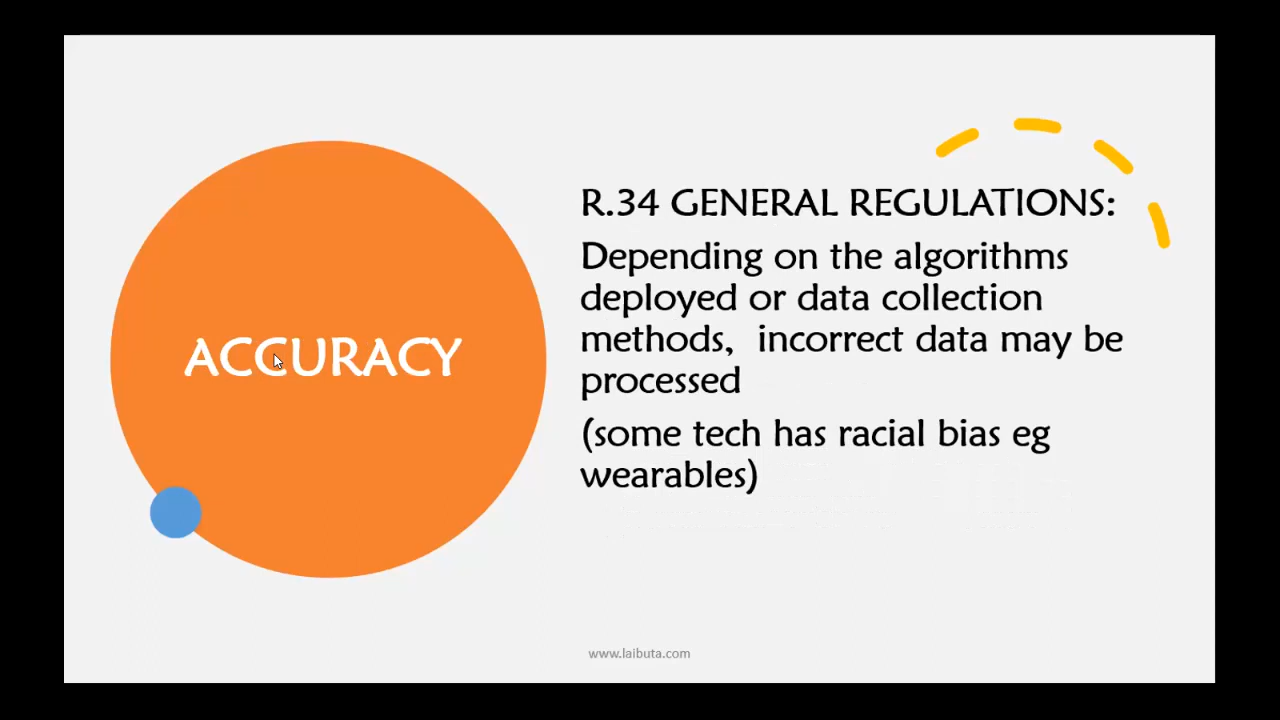 ACCURACY
R.34 GENERAL REGULATIONS:
Depending on the algorithms
deployed or data collection
methods,  incorrect data may be
processed
(some tech has racial bias eg
wearables)
www.laibuta.com